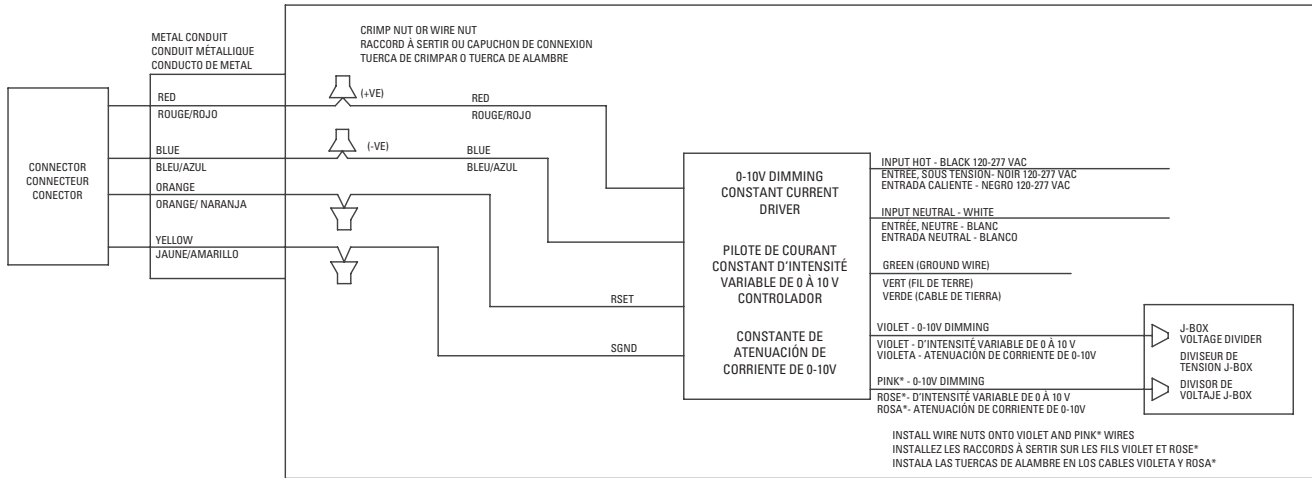 METAL CONDUIT
CONDUIT MÉTALLIQUE
CONDUCTO DE METAL
CRIMP NUT OR WIRE NUT
RACCORD À SERTIR OU CAPUCHON DE CONNEXION
TUERCA DE CRIMPAR O TUERCA DE ALAMBRE
CONNECTOR
CONNECTEUR
CONECTOR
RED
ROUGE/ROJO
(+VE)
RED
ROUGE/ROJO
BLUE
BLEU/AZUL
(-VE)
BLUE
BLEU/AZUL
ORANGE
ORANGE/ NARANJA
YELLOW
JAUNE/AMARILLO
RSET
SGND
0-10V DIMMING
CONSTANT CURRENT
DRIVER
PILOTE DE COURANT
CONSTANT D'INTENSITÉ
VARIABLE DE 0 À 10 V
CONTROLADOR
CONSTANTE DE
ATENUACIÓN DE
CORRIENTE DE 0-10V
INPUT HOT - BLACK 120-277 VAC
ENTRÉE, SOUS TENSION- NOIR 120-277 VAC
ENTRADA CALIENTE - NEGRO 120-277 VAC
INPUT NEUTRAL - WHITE
ENTRÉE, NEUTRE - BLANC
ENTRADA NEUTRAL - BLANCO
GREEN (GROUND WIRE)
VERT (FIL DE TERRE)
VERDE (CABLE DE TIERRA)
VIOLET - 0-10V DIMMING
VIOLET - D'INTENSITÉ VARIABLE DE 0 À 10 V
VIOLETA - ATENUACIÓN DE CORRIENTE DE 0-10V
PINK* - 0-10V DIMMING
ROSE*- D'INTENSITÉ VARIABLE DE 0 À 10 V
ROSA*- ATENUACIÓN DE CORRIENTE DE 0-10V
J-BOX
VOLTAGE DIVIDER
DIVISEUR DE
TENSION J-BOX
DIVISOR DE
VOLTAJE J-BOX
INSTALL WIRE NUTS ONTO VIOLET AND PINK* WIRES
INSTALLEZ LES RACCORDS À SERTIR SUR LES FILS VIOLET ET ROSE*
INSTALA LAS TUERCAS DE ALAMBRE EN LOS CABLES VIOLETA Y ROSA*